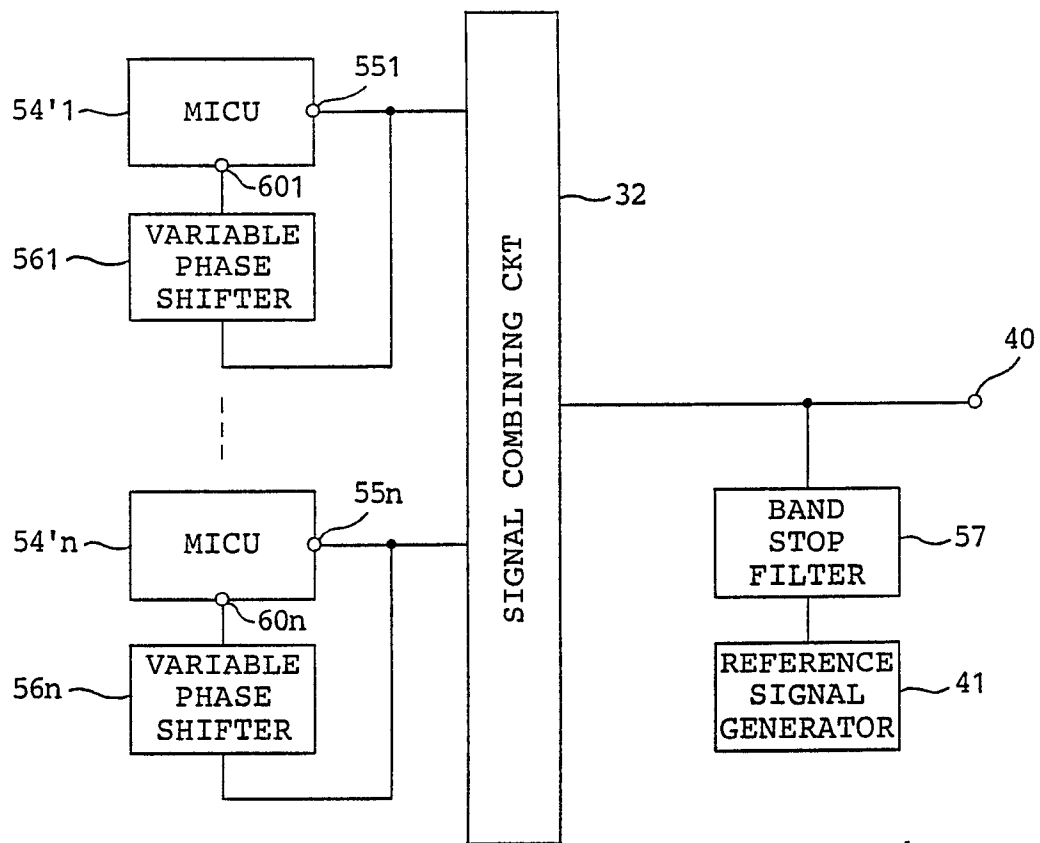 551
54'1
MICU
601
32
VARIABLE
PHASE
SHIFTER
561
SIGNAL COMBINING CKT
40
55n
54'n
MICU
BAND
STOP
FILTER
57
60n
VARIABLE
PHASE
SHIFTER
56n
REFERENCE
SIGNAL
GENERATOR
41